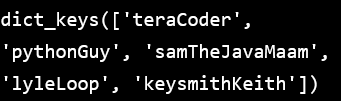 dict_keys(['teraCoder',
'pythonGuy', 'samTheJavaMaam',
'lyleLoop', 'keysmithKeith'])